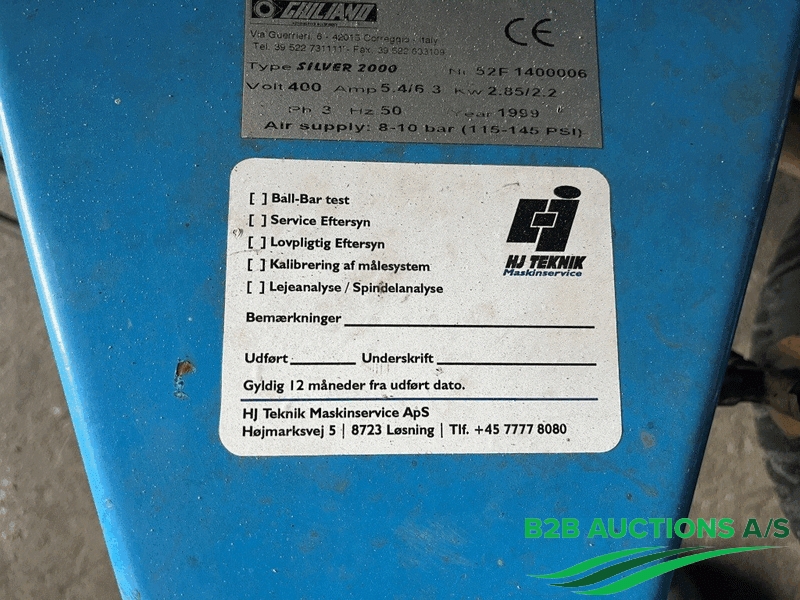 GHILIANO
CE
Via Guerrieri, 6 - 42015 Correggio - Italy
Tel. 39 522 731111 - Fax. 39 522 633109
Type SILVER 2000 Nr 52F 1400006
Volt 400 Amp 5.4/6.3 Kw 2.85/2.2
Ph 3 Hz 50 Year 1999
Air supply: 8-10 bar (115-145 PSI)
[ ] Ball-Bar test
[ ] Service Eftersyn
[ ] Lovpligtig Eftersyn
[ ] Kalibrering af målesystem
[ ] Lejeanalyse / Spindelanalyse
HJ TEKNIK
Maskinservice
Bemærkninger
Udført Underskrift
Gyldig 12 måneder fra udført dato.
HJ Teknik Maskinservice ApS
Højmarksvej 5 | 8723 Løsning | Tlf. +45 7777 8080
B2B AUCTIONS A/S